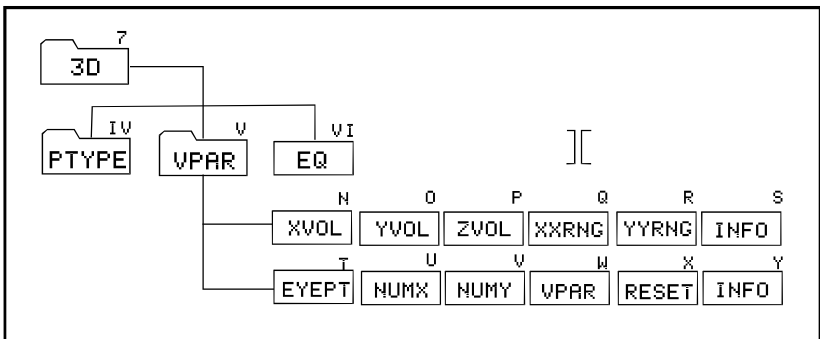 7
3D
IV V VI
PTYPE VPAR EQ
][
N O P Q R S
XVOL YVOL ZVOL XXRNG YYRNG INFO
T U V W X Y
EYEPT NUMX NUMY VPAR RESET INFO